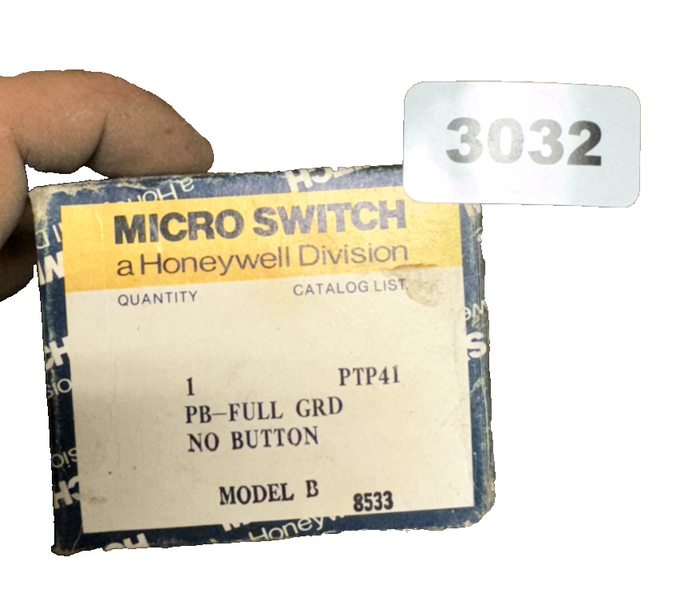 3032
MICRO SWITCH
a Honeywell Division
QUANTITY CATALOG LIST
1 PTP41
PB-FULL GRD
NO BUTTON
MODEL B 8533